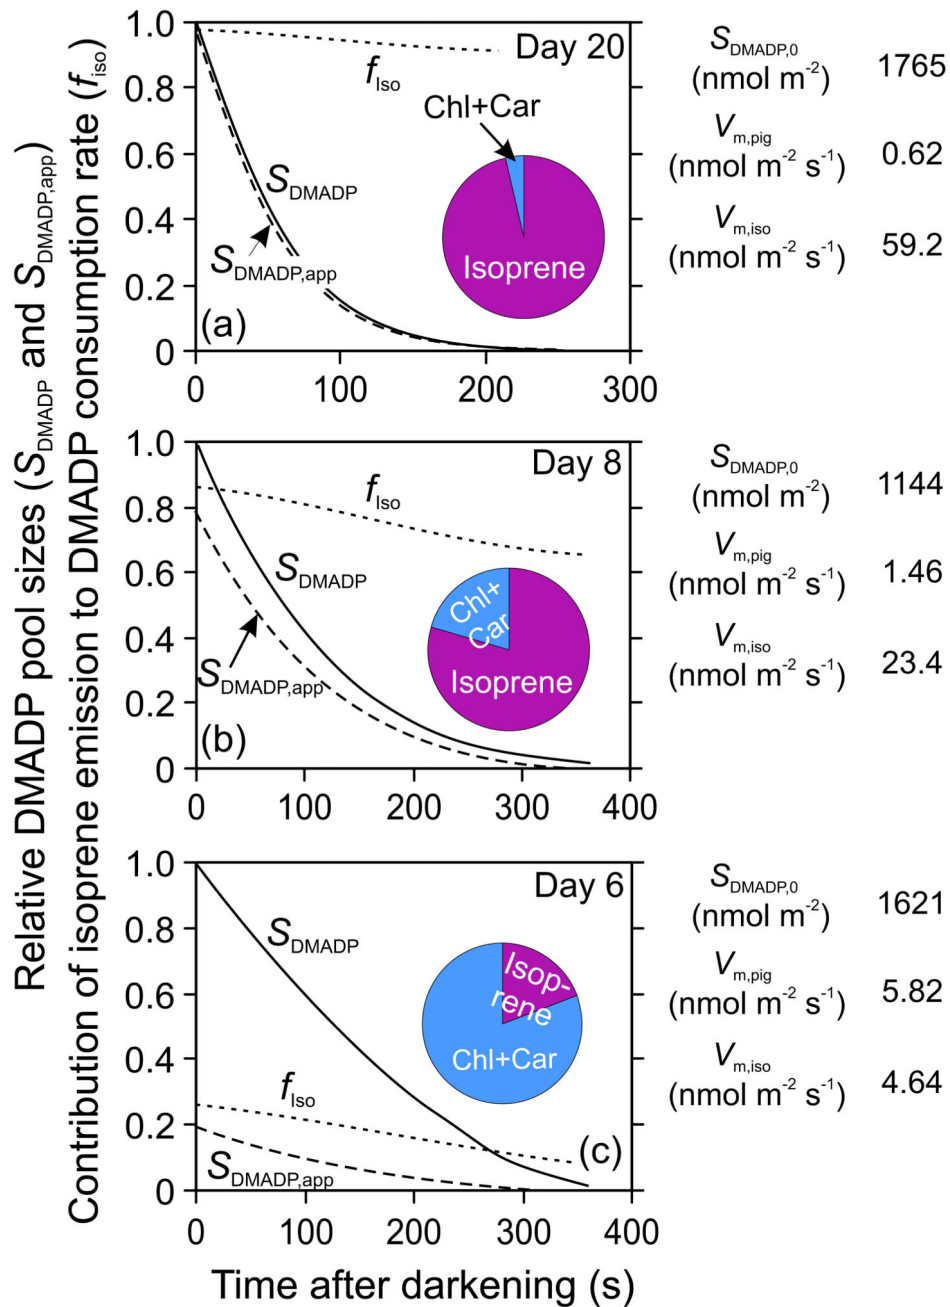 Relative DMADP pool sizes (S_DMADP and S_DMADP,app)
Contribution of isoprene emission to DMADP consumption rate (f_iso)
1.0
0.8
0.6
0.4
0.2
0
Day 20
f_Iso
Chl+Car
S_DMADP
S_DMADP,app
Isoprene
(a)
0 100 200 300
S_DMADP,0
(nmol m⁻²)
1765
V_m,pig
(nmol m⁻² s⁻¹)
0.62
V_m,iso
(nmol m⁻² s⁻¹)
59.2
1.0
0.8
0.6
0.4
0.2
0
Day 8
f_Iso
S_DMADP
Chl+
Car
S_DMADP,app
Isoprene
(b)
0 100 200 300 400
S_DMADP,0
(nmol m⁻²)
1144
V_m,pig
(nmol m⁻² s⁻¹)
1.46
V_m,iso
(nmol m⁻² s⁻¹)
23.4
1.0
0.8
0.6
0.4
0.2
0
Day 6
S_DMADP
Isop-
rene
Chl+Car
f_Iso
S_DMADP,app
(c)
0 100 200 300 400
S_DMADP,0
(nmol m⁻²)
1621
V_m,pig
(nmol m⁻² s⁻¹)
5.82
V_m,iso
(nmol m⁻² s⁻¹)
4.64
Time after darkening (s)